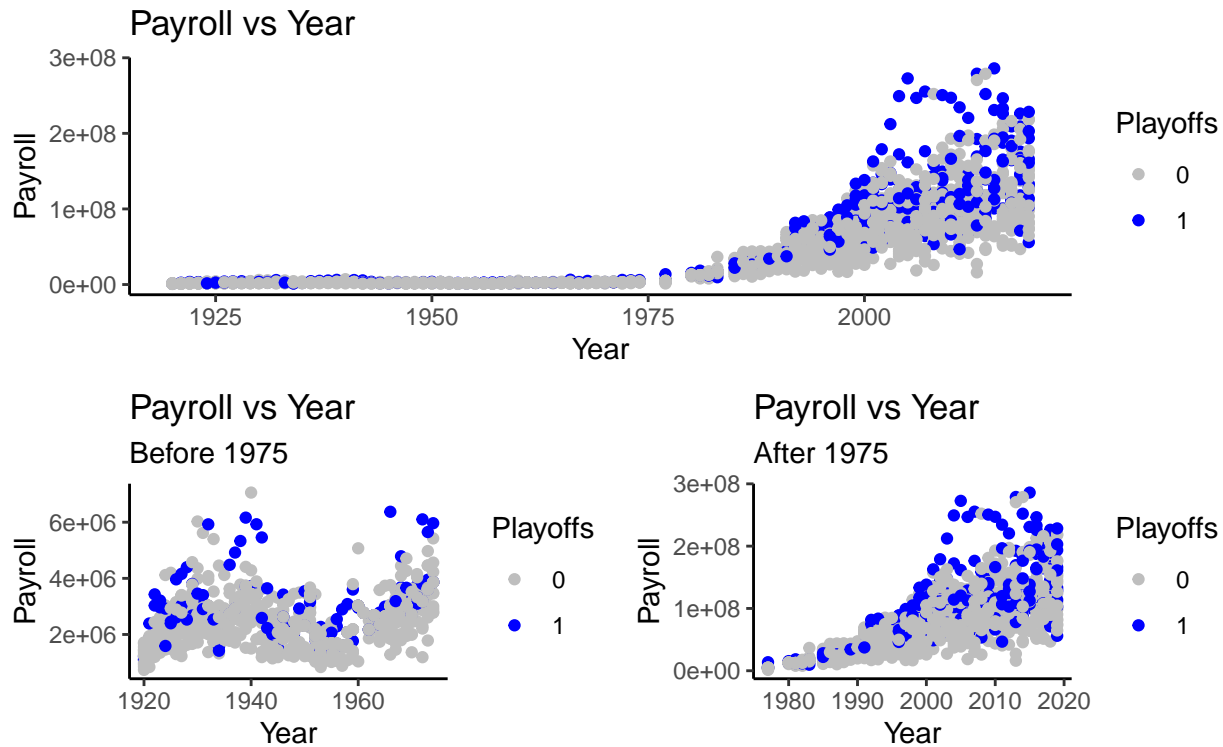 Payroll vs Year
3e+08
2e+08
1e+08
0e+00
Payroll
1925 1950 1975 2000
Year
Playoffs
0
1
Payroll vs Year
Before 1975
6e+06
4e+06
2e+06
Payroll
1920 1940 1960
Year
Playoffs
0
1
Payroll vs Year
After 1975
3e+08
2e+08
1e+08
0e+00
Payroll
1980 1990 2000 2010 2020
Year
Playoffs
0
1